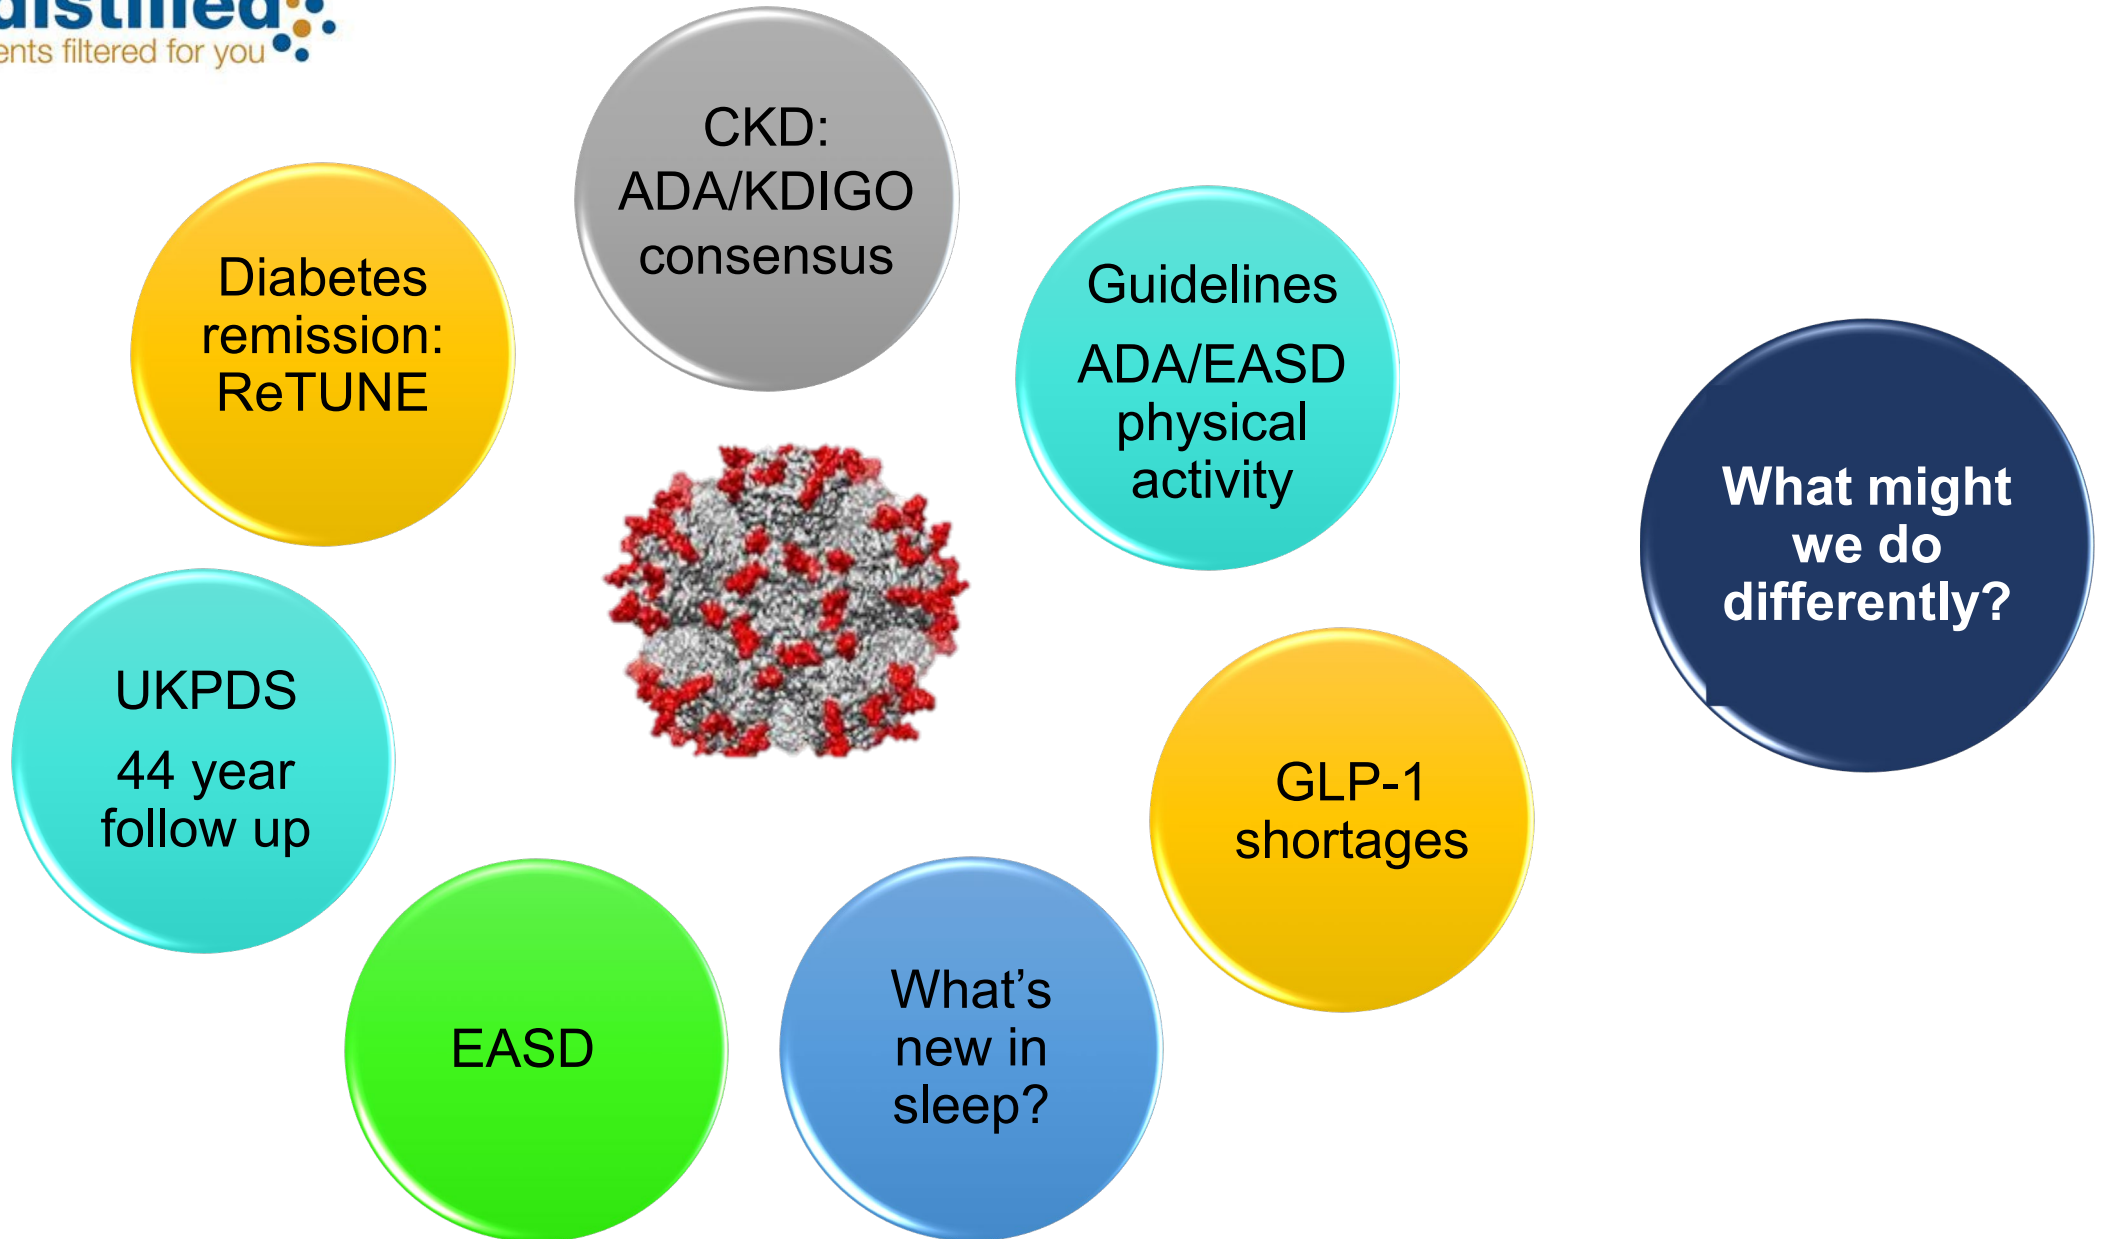 distilled
ents filtered for you
CKD:
ADA/KDIGO
consensus
Diabetes
remission:
ReTUNE
Guidelines
ADA/EASD
physical
activity
What might
we do
differently?
UKPDS
44 year
follow up
GLP-1
shortages
EASD
What’s
new in
sleep?